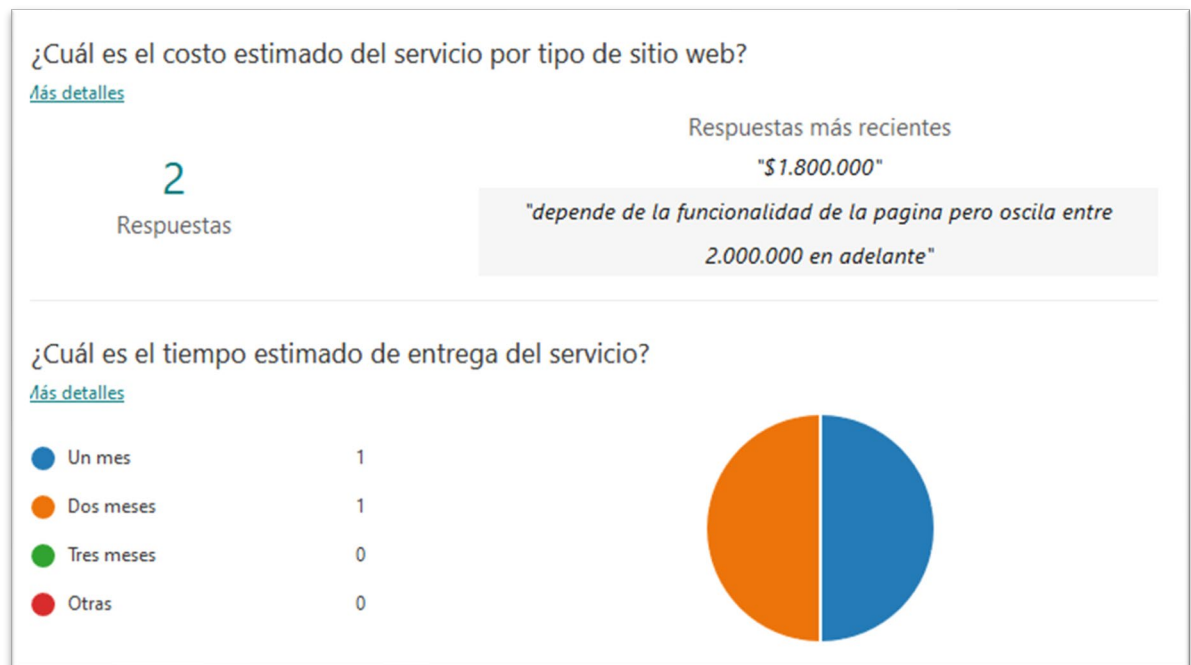 ¿Cuál es el costo estimado del servicio por tipo de sitio web?
Más detalles
2
Respuestas
Respuestas más recientes
"$1.800.000"
"depende de la funcionalidad de la pagina pero oscila entre
2.000.000 en adelante"
¿Cuál es el tiempo estimado de entrega del servicio?
Más detalles
Un mes 1
Dos meses 1
Tres meses 0
Otras 0